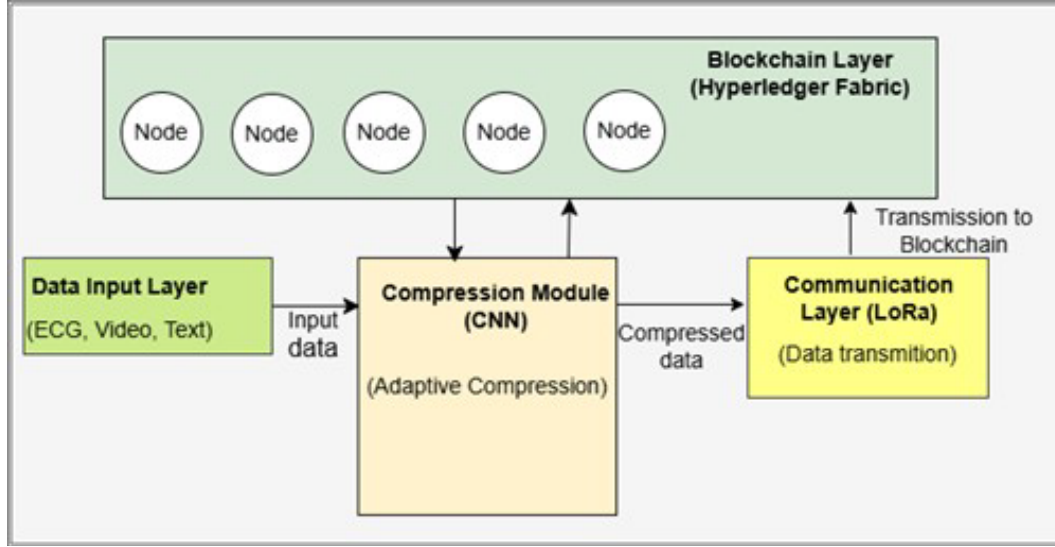 Blockchain Layer
(Hyperledger Fabric)
Node
Node
Node
Node
Node
Transmission to
Blockchain
Data Input Layer
(ECG, Video, Text)
Input
data
Compression Module
(CNN)
(Adaptive Compression)
Compressed
data
Communication
Layer (LoRa)
(Data transmition)